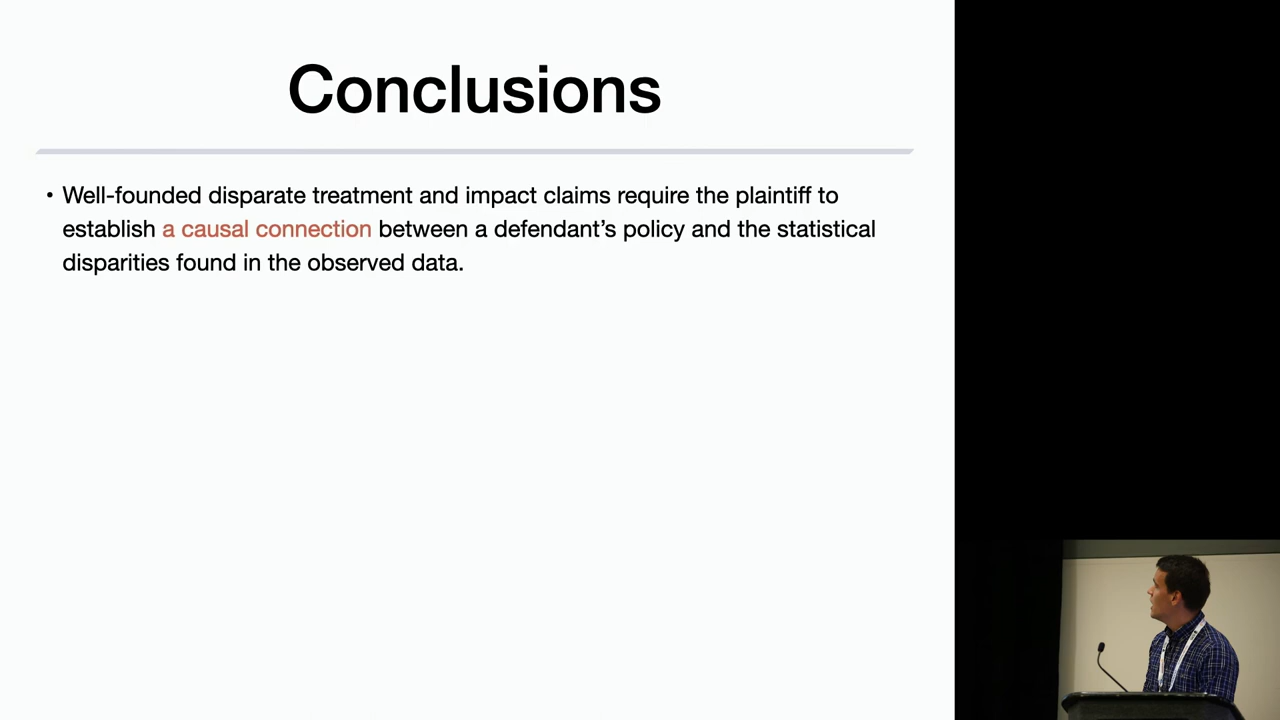 Conclusions
• Well-founded disparate treatment and impact claims require the plaintiff to
establish a causal connection between a defendant’s policy and the statistical
disparities found in the observed data.